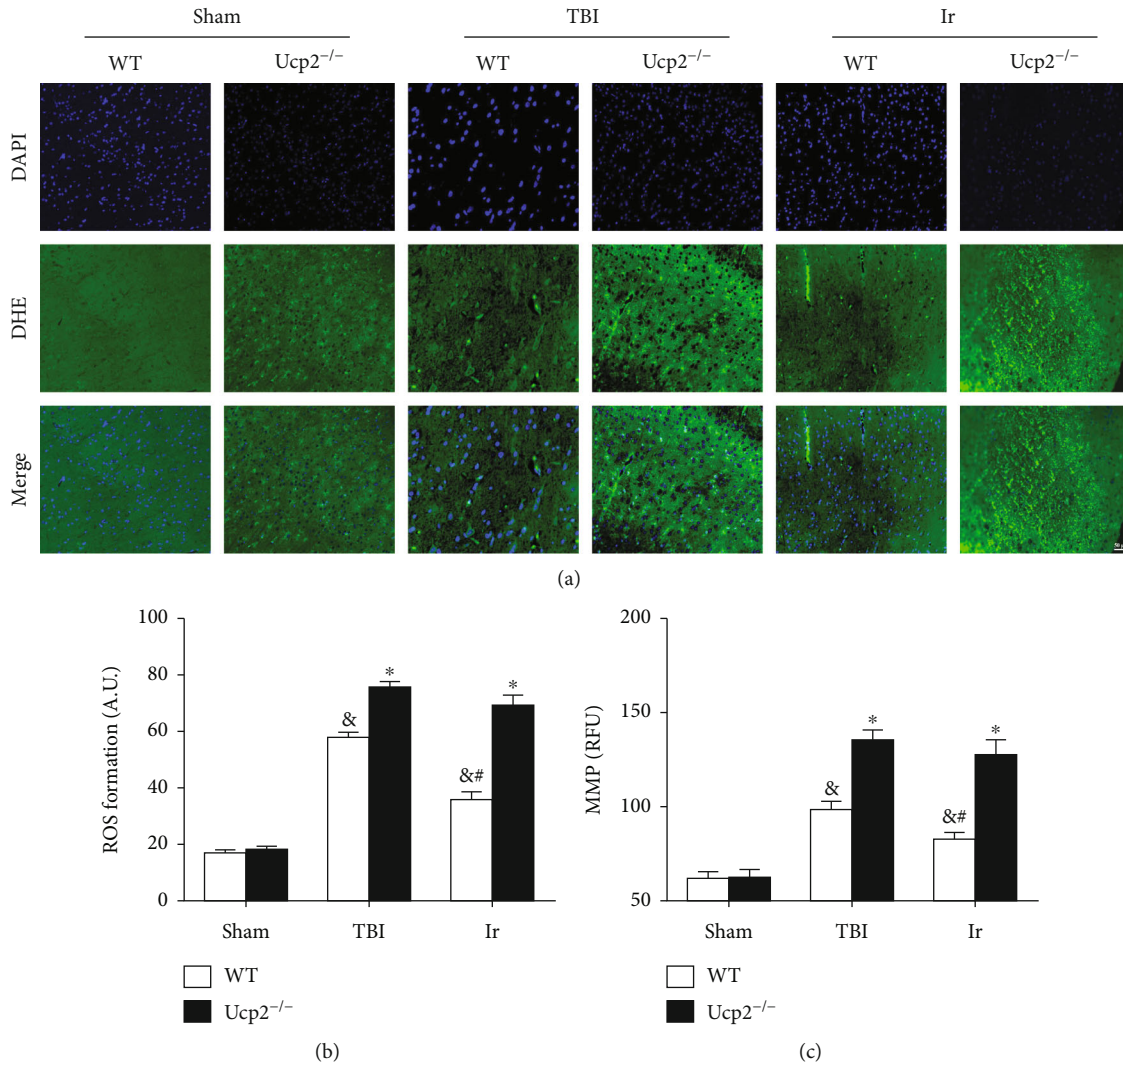 Sham TBI Ir
WT Ucp2−/− WT Ucp2−/− WT Ucp2−/−
DAPI
DHE
Merge
(a)
100
80
60
40
20
0
ROS formation (A.U.)
&
*
&#
*
Sham TBI Ir
WT
Ucp2−/−
(b)
200
150
100
50
MMP (RFU)
&
*
&#
*
Sham TBI Ir
WT
Ucp2−/−
(c)